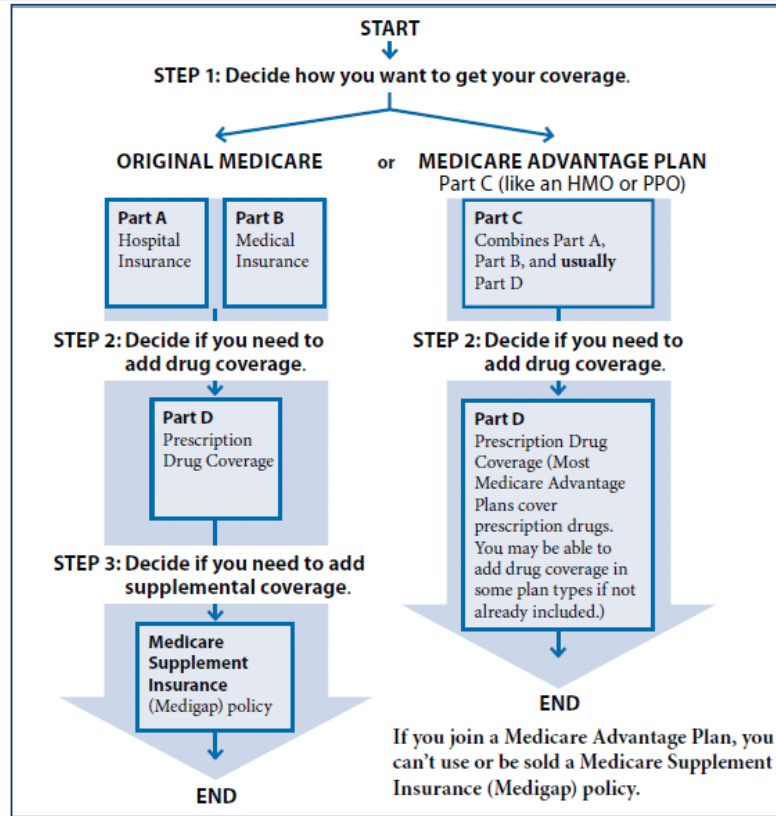 START
STEP 1: Decide how you want to get your coverage.
ORIGINAL MEDICARE
or
MEDICARE ADVANTAGE PLAN
Part C (like an HMO or PPO)
Part A
Hospital
Insurance
Part B
Medical
Insurance
Part C
Combines Part A,
Part B, and usually
Part D
STEP 2: Decide if you need to
add drug coverage.
Part D
Prescription
Drug Coverage
STEP 3: Decide if you need to add
supplemental coverage.
Medicare
Supplement
Insurance
(Medigap) policy
END
STEP 2: Decide if you need to
add drug coverage.
Part D
Prescription Drug
Coverage (Most
Medicare Advantage
Plans cover
prescription drugs.
You may be able to
add drug coverage in
some plan types if not
already included.)
END
If you join a Medicare Advantage Plan, you
can't use or be sold a Medicare Supplement
Insurance (Medigap) policy.